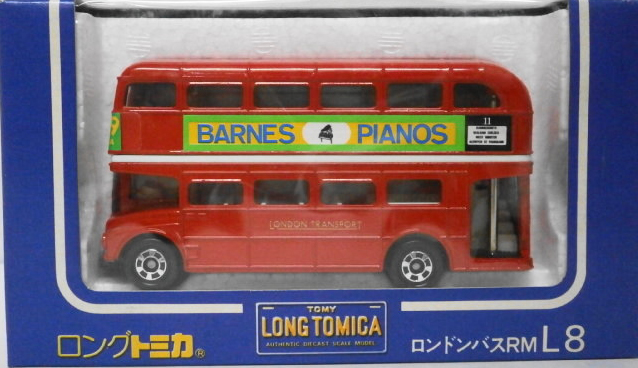 BARNES PIANOS
11
LONDON TRANSPORT
TOMY
LONG TOMICA
AUTHENTIC DIECAST SCALE MODEL
ロングトミカ®
ロンドンバスRM L8